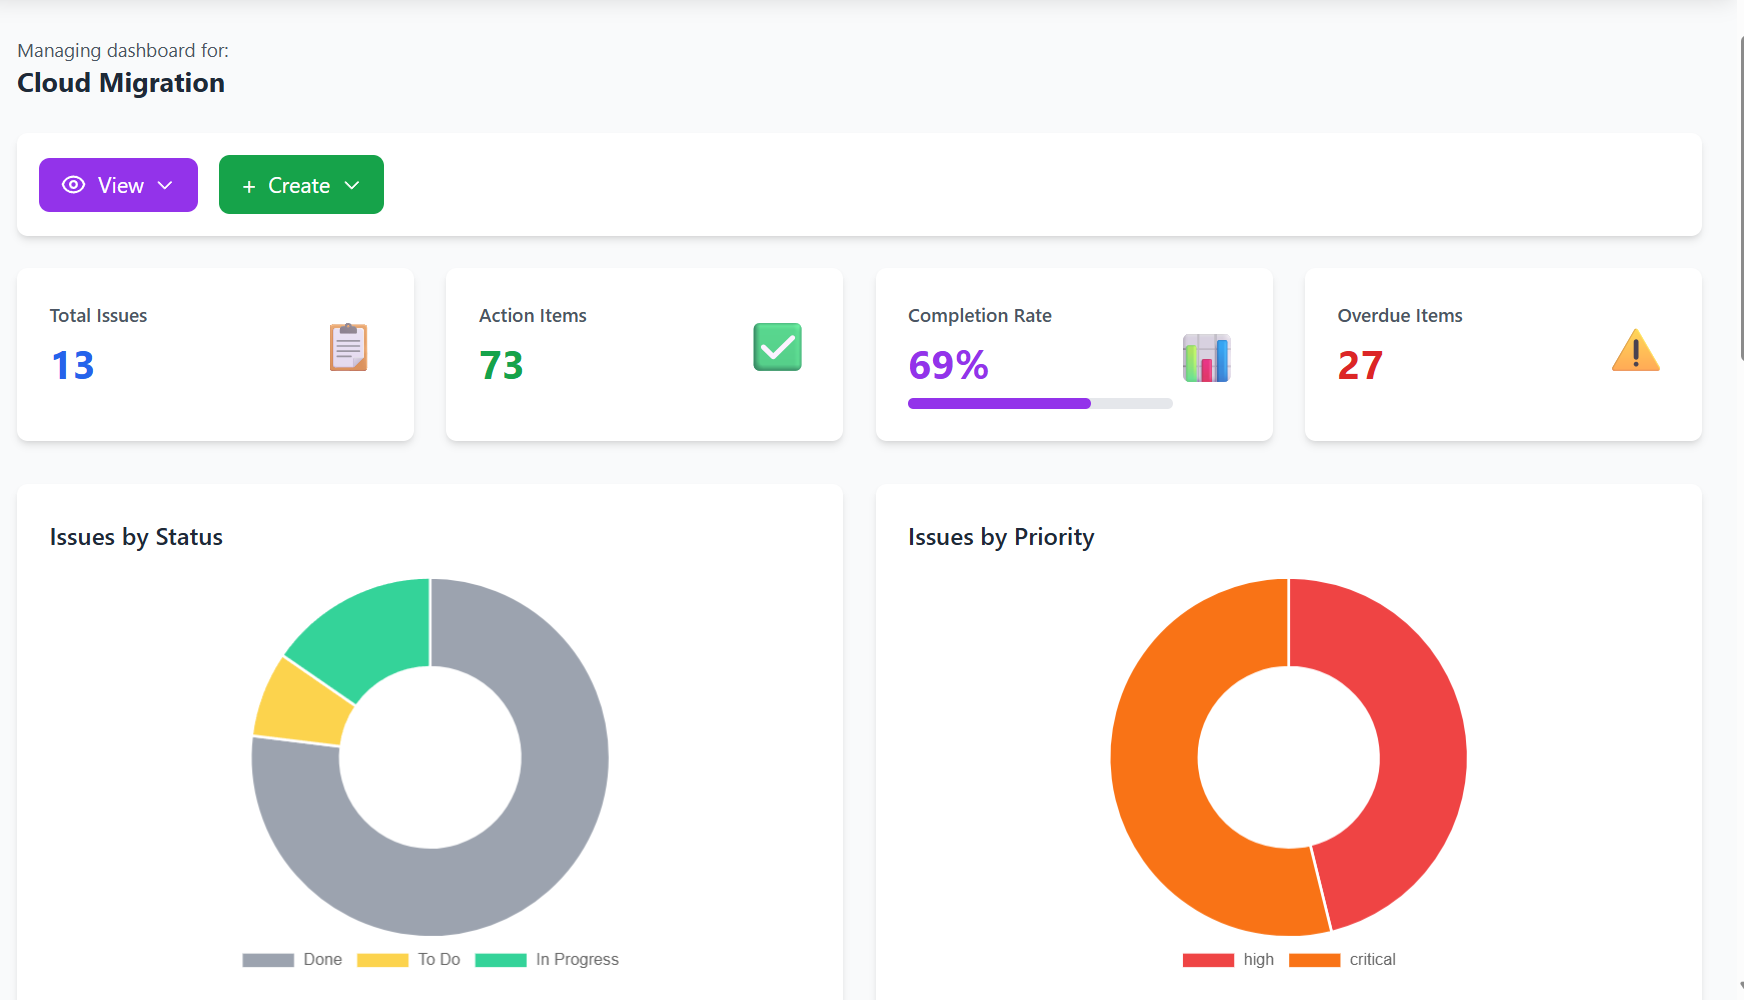 Managing dashboard for:
Cloud Migration
View
+ Create
Total Issues
13
Action Items
73
Completion Rate
69%
Overdue Items
27
Issues by Status
Done
To Do
In Progress
Issues by Priority
high
critical